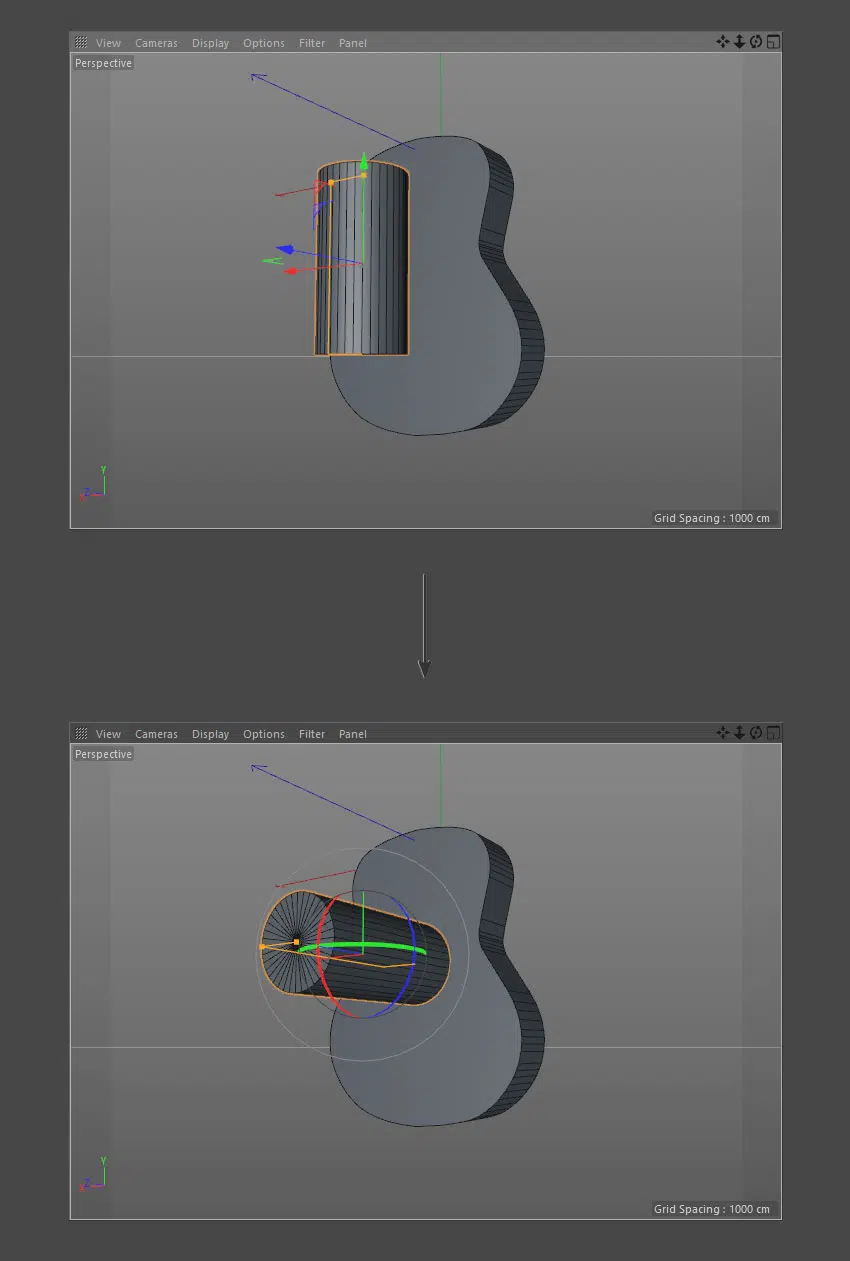 View Cameras Display Options Filter Panel
Perspective
Y
X Z
Grid Spacing : 1000 cm
View Cameras Display Options Filter Panel
Perspective
Y
X Z
Grid Spacing : 1000 cm